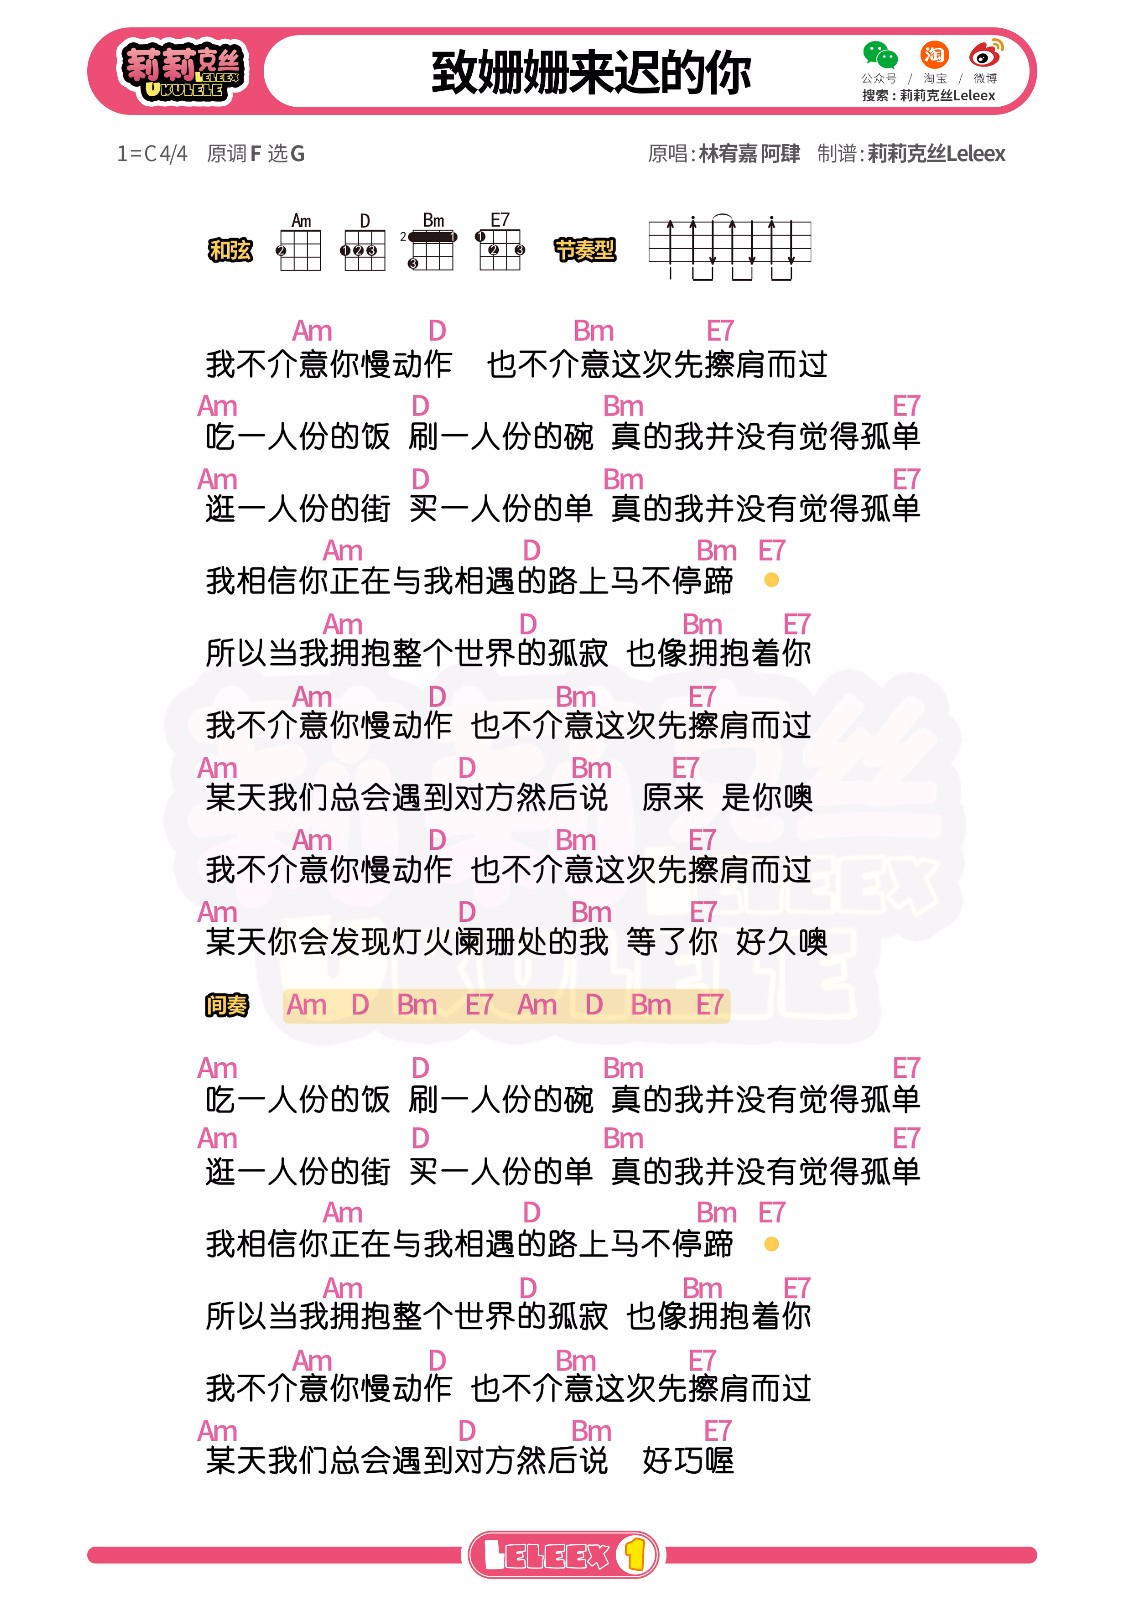 莉莉克丝
LELEEX
UKULELE
致姗姗来迟的你
公众号 / 淘宝 / 微博
搜索：莉莉克丝Leleex
1=C 4/4 原调F 选G
原唱：林宥嘉 阿肆 制谱：莉莉克丝Leleex
和弦 Am D Bm E7 节奏型
2 1 2 3 2 1 3 1 2 3
Am D Bm E7
我不介意你慢动作 也不介意这次先擦肩而过
Am D Bm E7
吃一人份的饭 刷一人份的碗 真的我并没有觉得孤单
Am D Bm E7
逛一人份的街 买一人份的单 真的我并没有觉得孤单
Am D Bm E7
我相信你正在与我相遇的路上马不停蹄
Am D Bm E7
所以当我拥抱整个世界的孤寂 也像拥抱着你
Am D Bm E7
我不介意你慢动作 也不介意这次先擦肩而过
Am D Bm E7
某天我们总会遇到对方然后说 原来 是你噢
Am D Bm E7
我不介意你慢动作 也不介意这次先擦肩而过
Am D Bm E7
某天你会发现灯火阑珊处的我 等了你 好久噢
间奏 Am D Bm E7 Am D Bm E7
Am D Bm E7
吃一人份的饭 刷一人份的碗 真的我并没有觉得孤单
Am D Bm E7
逛一人份的街 买一人份的单 真的我并没有觉得孤单
Am D Bm E7
我相信你正在与我相遇的路上马不停蹄
Am D Bm E7
所以当我拥抱整个世界的孤寂 也像拥抱着你
Am D Bm E7
我不介意你慢动作 也不介意这次先擦肩而过
Am D Bm E7
某天我们总会遇到对方然后说 好巧喔
LELEEX 1